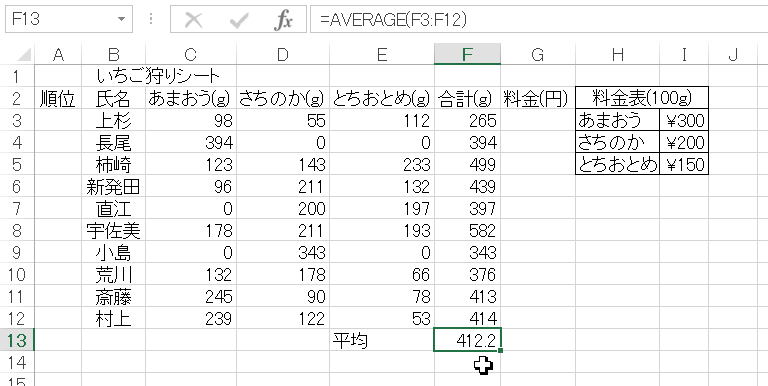 F13 fx =AVERAGE(F3:F12)
A B C D E F G H I J
1 いちご狩りシート
2 順位 氏名 あまおう(g) さちのか(g) とちおとめ(g) 合計(g) 料金(円) 料金表(100g)
3 上杉 98 55 112 265 あまおう ¥300
4 長尾 394 0 0 394 さちのか ¥200
5 柿崎 123 143 233 499 とちおとめ ¥150
6 新発田 96 211 132 439
7 直江 0 200 197 397
8 宇佐美 178 211 193 582
9 小島 0 343 0 343
10 荒川 132 178 66 376
11 斎藤 245 90 78 413
12 村上 239 122 53 414
13 平均 412.2
14
15